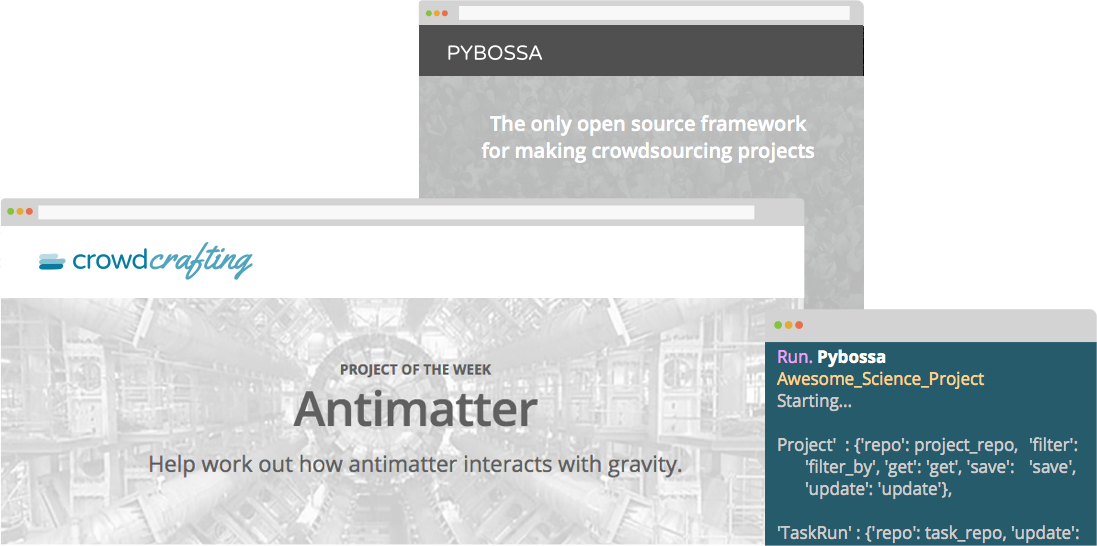 PYBOSSA
The only open source framework
for making crowdsourcing projects
crowdcrafting
PROJECT OF THE WEEK
Antimatter
Help work out how antimatter interacts with gravity.
Run. Pybossa
Awesome_Science_Project
Starting...
Project' : {'repo': project_repo, 'filter':
'filter_by', 'get': 'get', 'save': 'save',
'update': 'update'},
'TaskRun' : {'repo': task_repo, 'update':